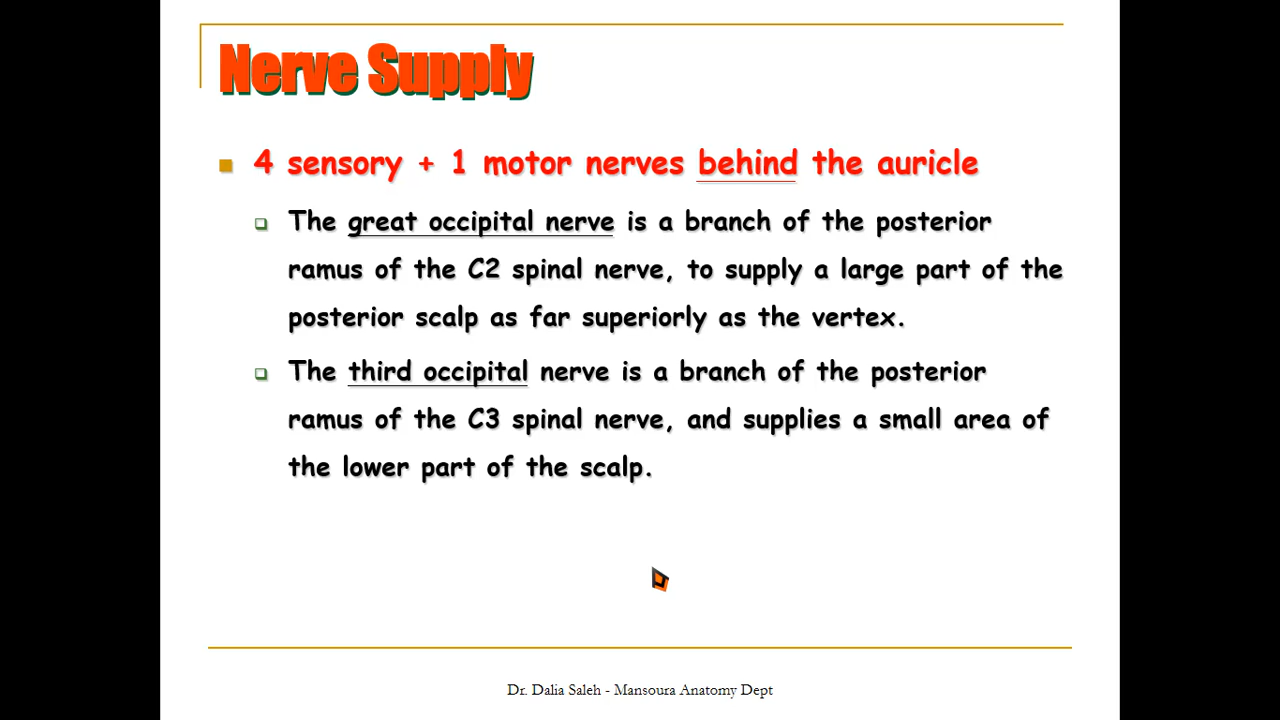 Nerve Supply
4 sensory + 1 motor nerves behind the auricle
The great occipital nerve is a branch of the posterior
ramus of the C2 spinal nerve, to supply a large part of the
posterior scalp as far superiorly as the vertex.
The third occipital nerve is a branch of the posterior
ramus of the C3 spinal nerve, and supplies a small area of
the lower part of the scalp.
Dr. Dalia Saleh - Mansoura Anatomy Dept